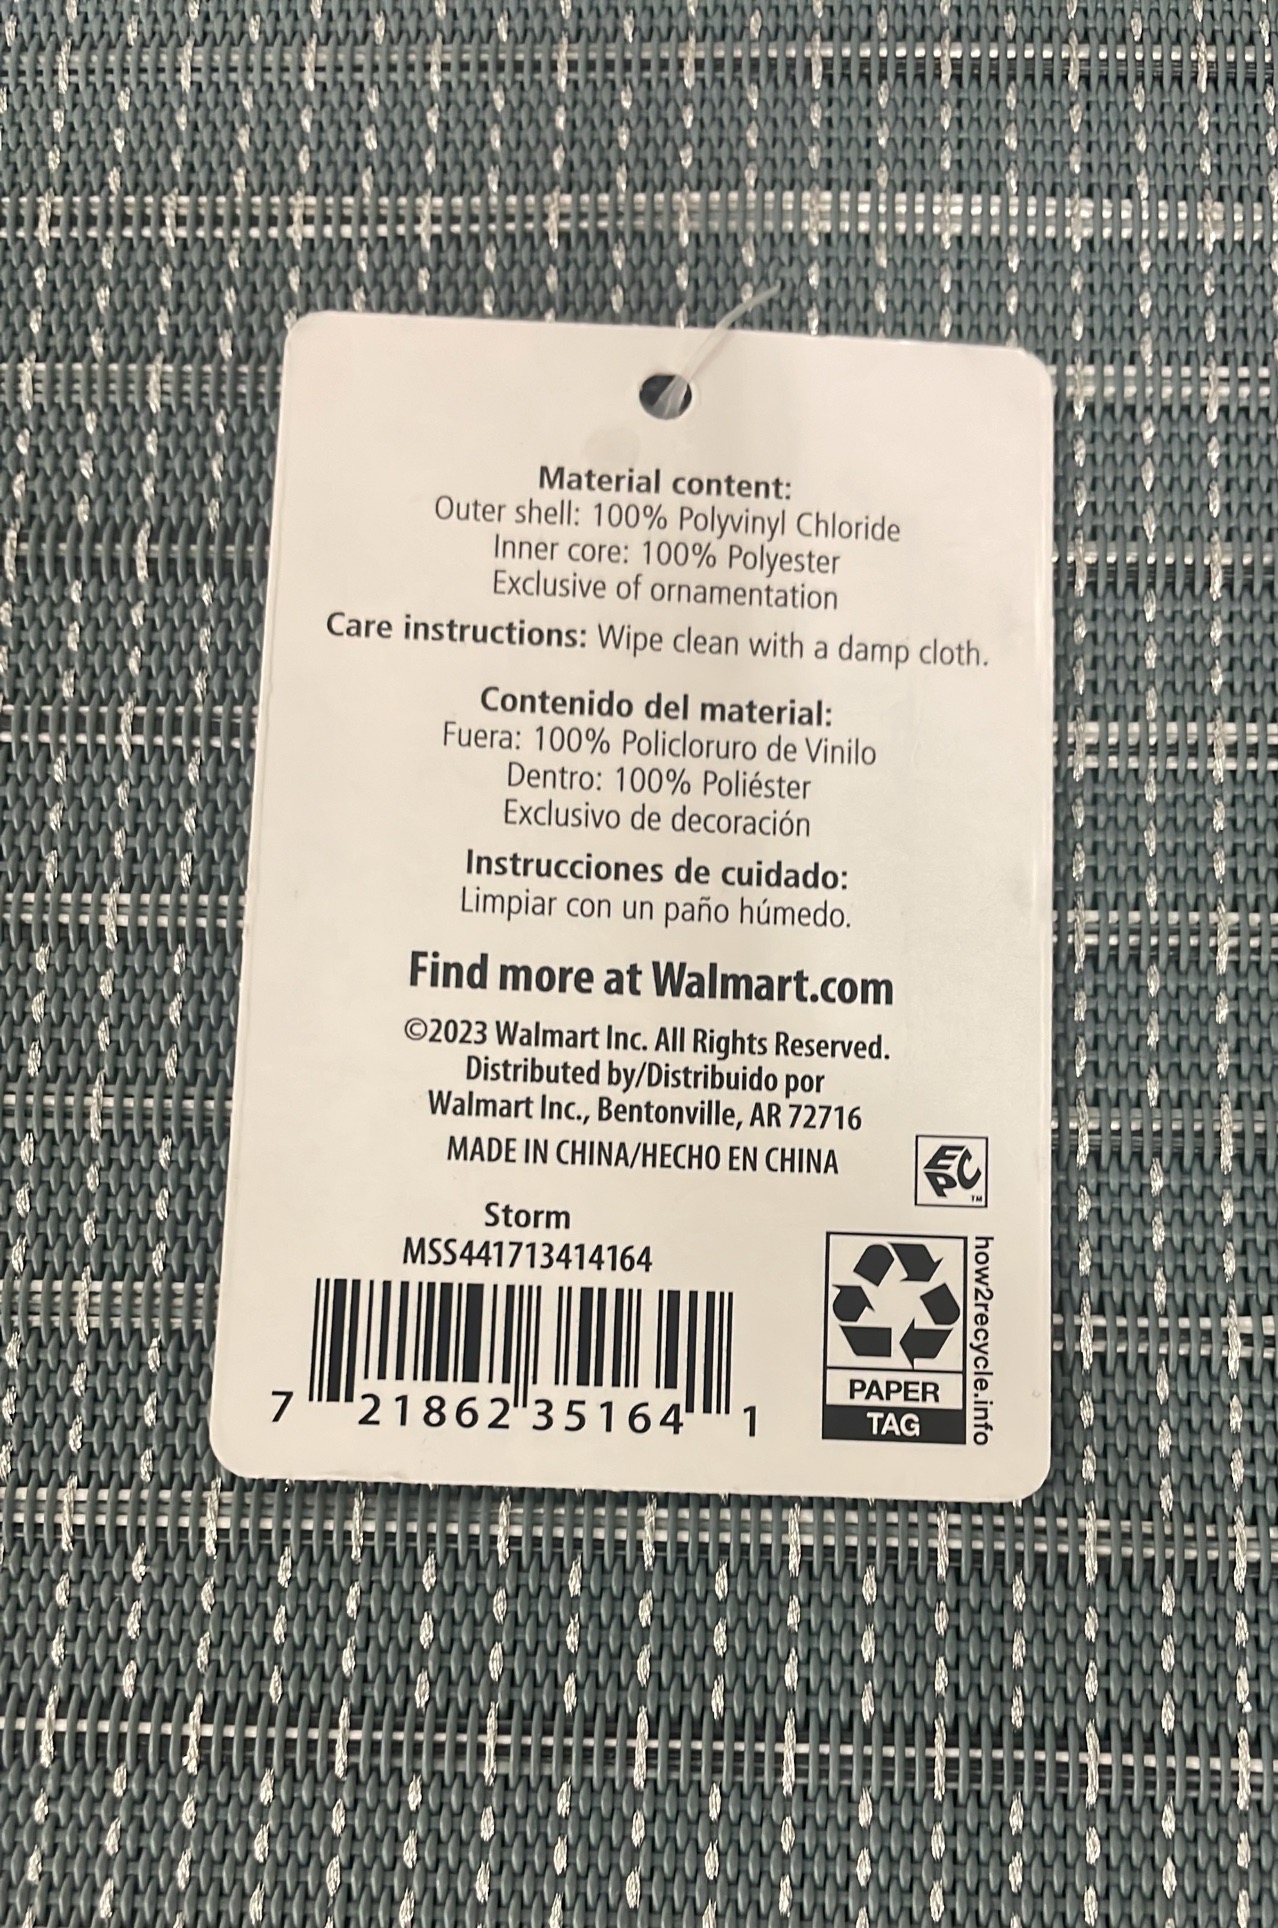 Material content:
Outer shell: 100% Polyvinyl Chloride
Inner core: 100% Polyester
Exclusive of ornamentation
Care instructions: Wipe clean with a damp cloth.
Contenido del material:
Fuera: 100% Policloruro de Vinilo
Dentro: 100% Poliéster
Exclusivo de decoración
Instrucciones de cuidado:
Limpiar con un paño húmedo.
Find more at Walmart.com
©2023 Walmart Inc. All Rights Reserved.
Distributed by/Distribuido por
Walmart Inc., Bentonville, AR 72716
MADE IN CHINA/HECHO EN CHINA
ECPC™
Storm
MSS441713414164
7 21862 35164 1
PAPER
TAG
how2recycle.info